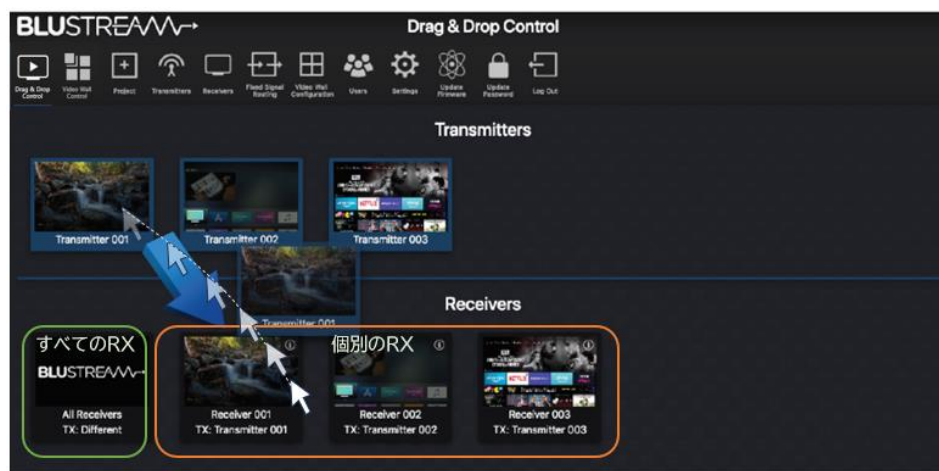 BLUSTREAM
Drag & Drop Control
Drag & Drop Control
Video Wall Control
Project
Transmitters
Receivers
Fixed Signal Routing
Video Wall Configuration
Users
Settings
Update Firmware
Update Password
Log Out
Transmitters
Transmitter 001
Transmitter 002
Transmitter 003
Transmitter 001
Receivers
すべてのRX
BLUSTREAM
All Receivers
TX: Different
個別のRX
Receiver 001
TX: Transmitter 001
Receiver 002
TX: Transmitter 002
NETFLIX
Receiver 003
TX: Transmitter 003